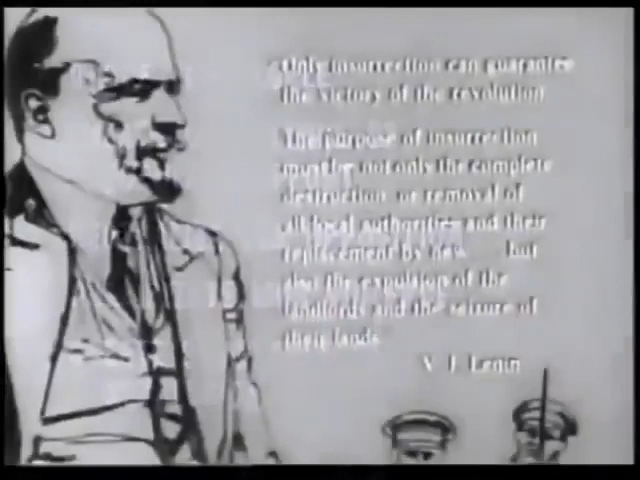 Only insurrection can guarantee
the victory of the revolution
The purpose of insurrection
must be not only the complete
destruction or removal of
all local authorities and their
replacement by new but
also the expulsion of the
landlords and the seizure of
their lands
V. I. Lenin